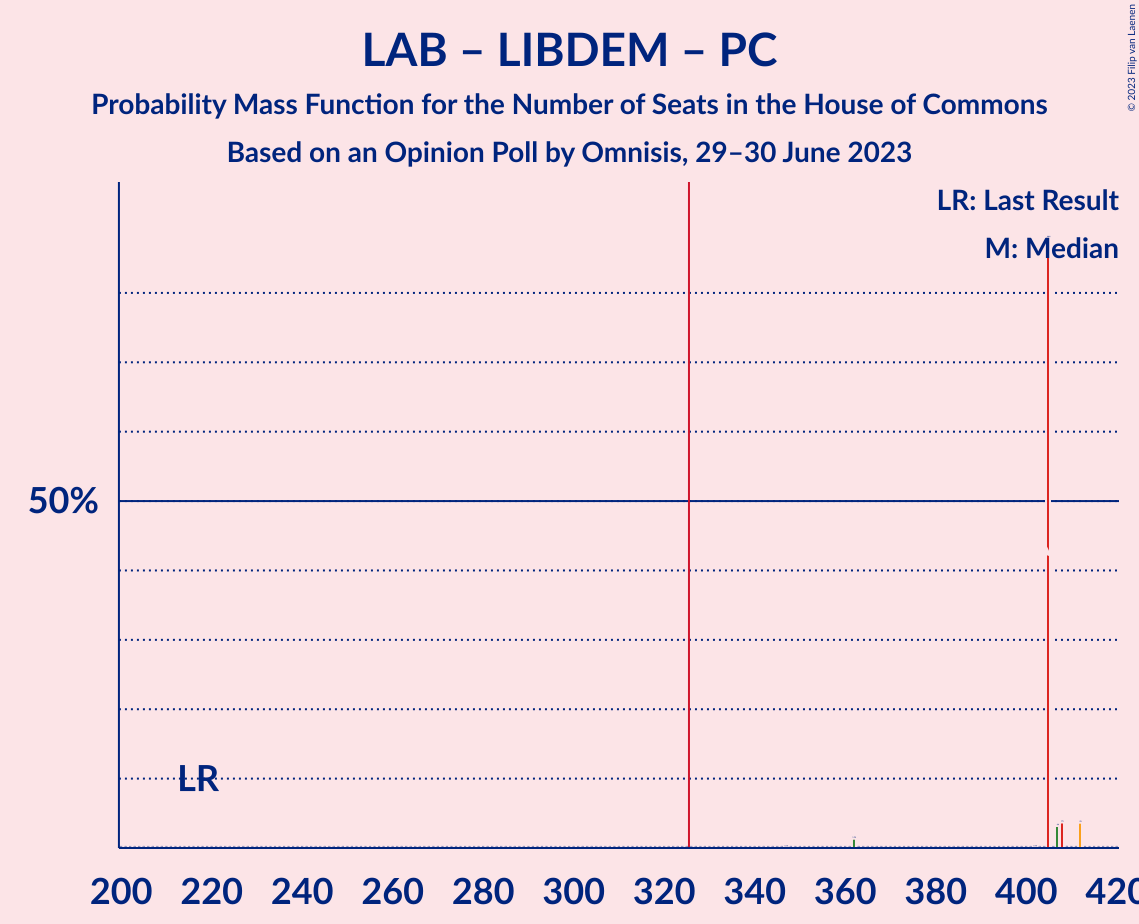 LAB – LIBDEM – PC
Probability Mass Function for the Number of Seats in the House of Commons
Based on an Opinion Poll by Omnisis, 29–30 June 2023
© 2023 Filip van Laenen
LR: Last Result
M: Median
50%
LR
200 220 240 260 280 300 320 340 360 380 400 420